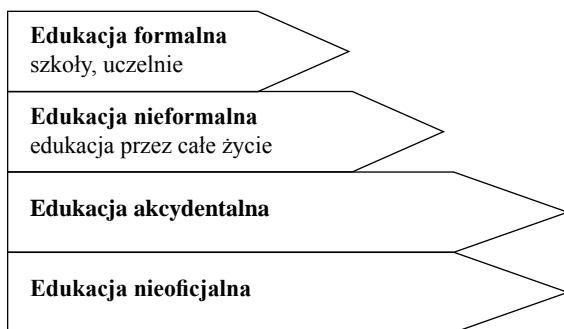 Edukacja formalna
szkoły, uczelnie
Edukacja nieformalna
edukacja przez całe życie
Edukacja akcydentalna
Edukacja nieoficjalna